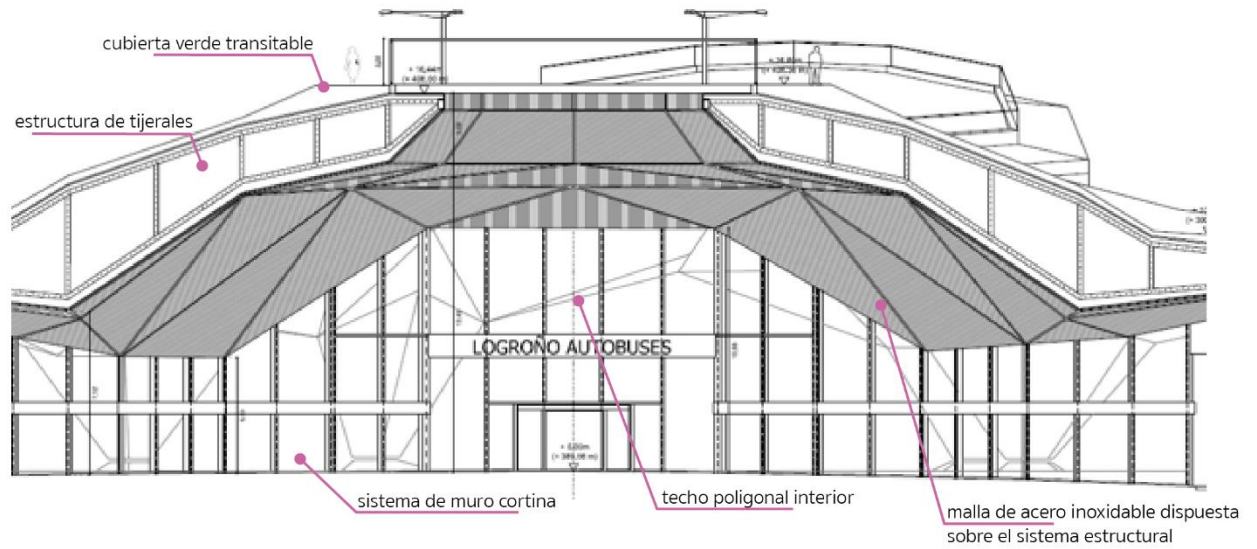 cubierta verde transitable
estructura de tijerales
LOGROÑO AUTOBUSES
sistema de muro cortina
techo poligonal interior
malla de acero inoxidable dispuesta
sobre el sistema estructural